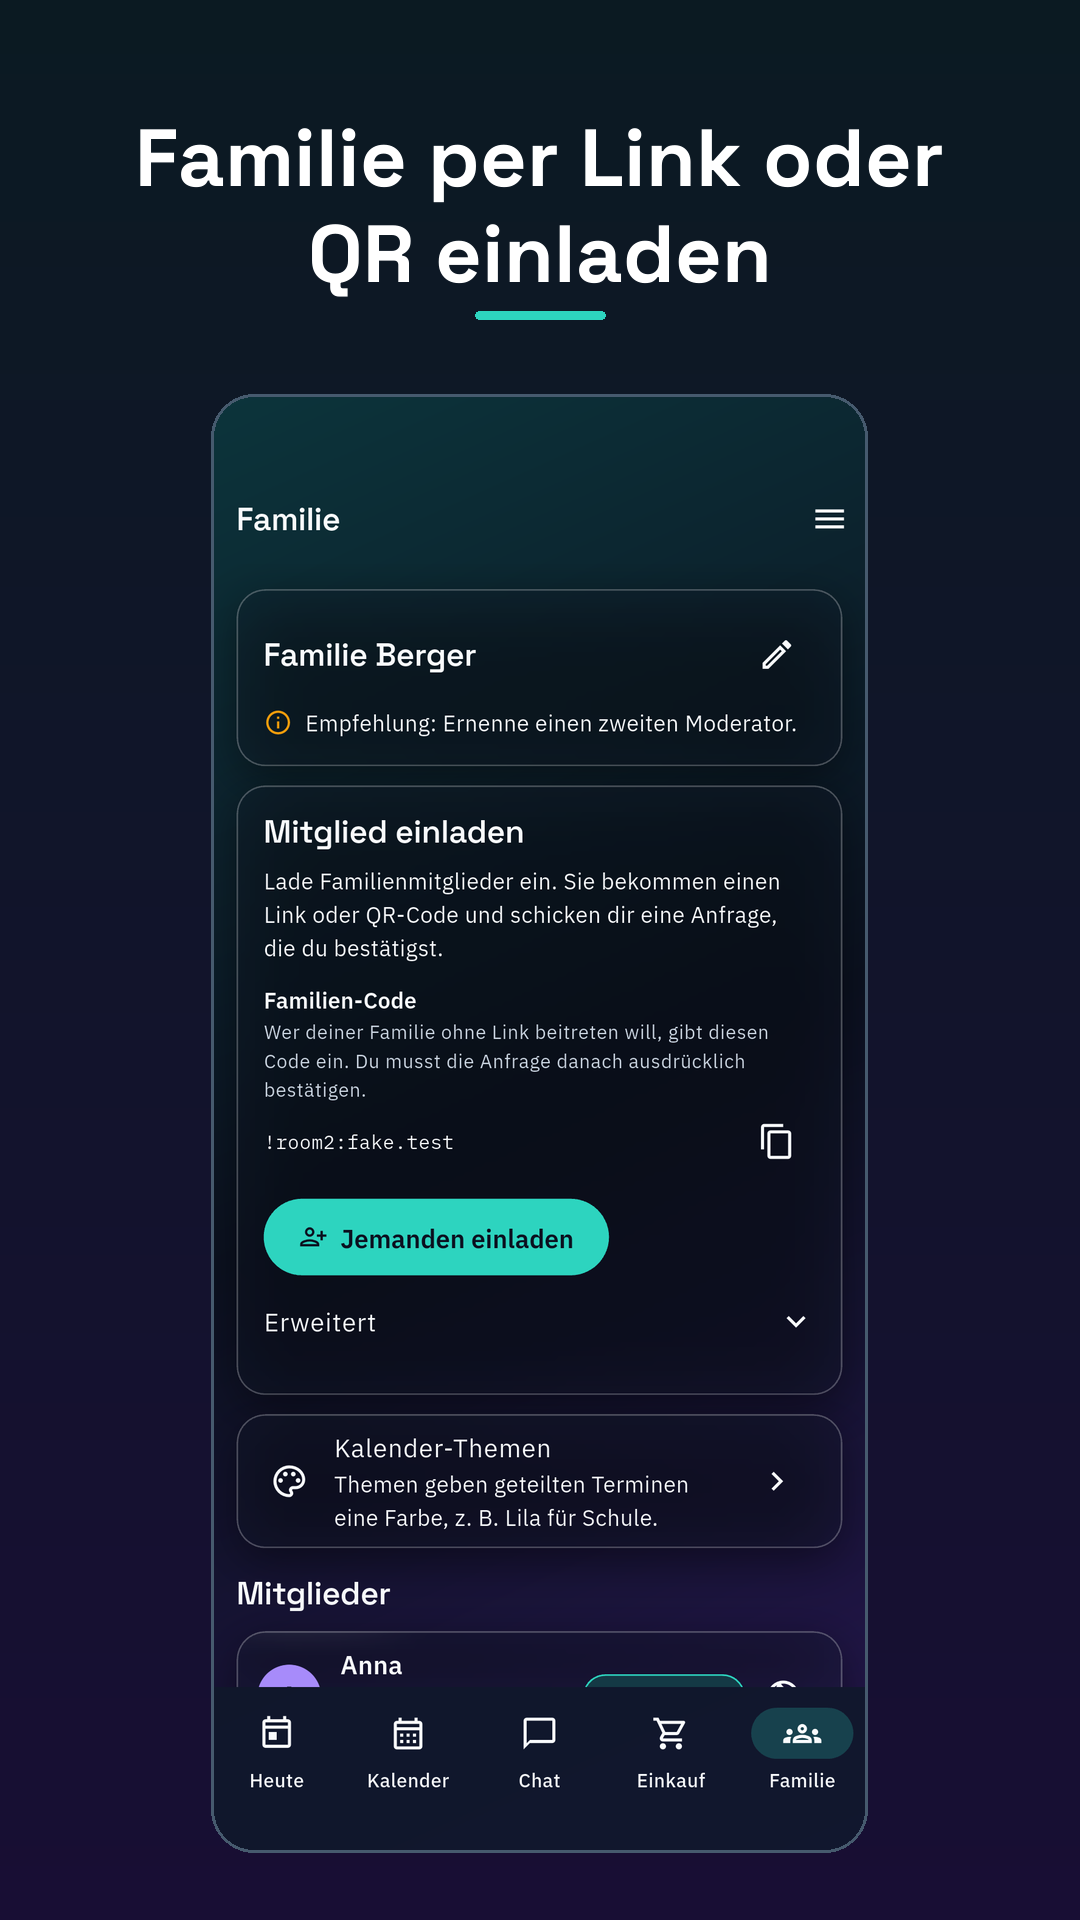 Familie per Link oder
QR einladen
Familie
Familie Berger
Empfehlung: Ernenne einen zweiten Moderator.
Mitglied einladen
Lade Familienmitglieder ein. Sie bekommen einen
Link oder QR-Code und schicken dir eine Anfrage,
die du bestätigst.
Familien-Code
Wer deiner Familie ohne Link beitreten will, gibt diesen
Code ein. Du musst die Anfrage danach ausdrücklich
bestätigen.
!room2:fake.test
Jemanden einladen
Erweitert
Kalender-Themen
Themen geben geteilten Terminen
eine Farbe, z. B. Lila für Schule.
Mitglieder
Anna
Heute
Kalender
Chat
Einkauf
Familie